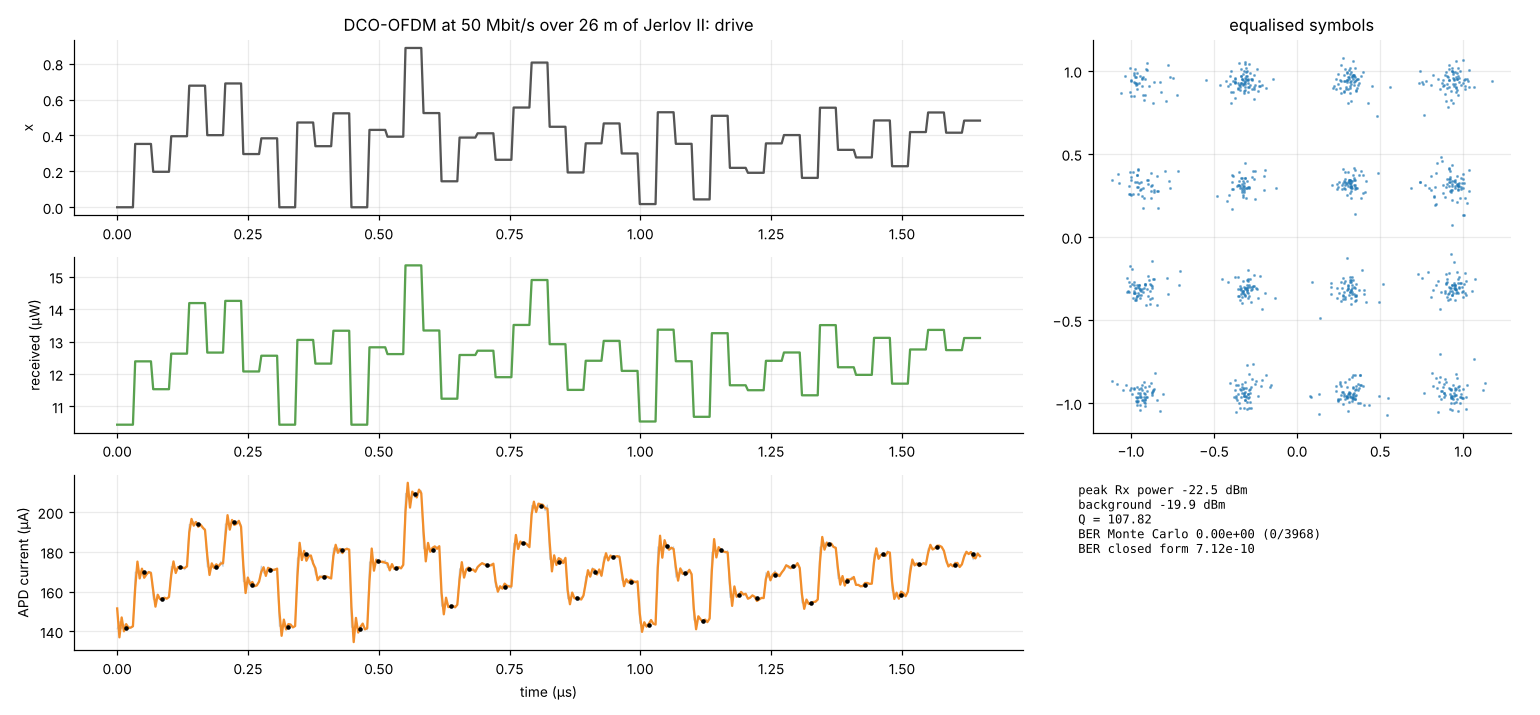 DCO-OFDM at 50 Mbit/s over 26 m of Jerlov II: drive
x
0.8
0.6
0.4
0.2
0.0
0.00 0.25 0.50 0.75 1.00 1.25 1.50
received (µW)
15
14
13
12
11
0.00 0.25 0.50 0.75 1.00 1.25 1.50
APD current (µA)
200
180
160
140
0.00 0.25 0.50 0.75 1.00 1.25 1.50
time (µs)
equalised symbols
1.0
0.5
0.0
−0.5
−1.0
−1.0 −0.5 0.0 0.5 1.0
peak Rx power -22.5 dBm
background -19.9 dBm
Q = 107.82
BER Monte Carlo 0.00e+00 (0/3968)
BER closed form 7.12e-10